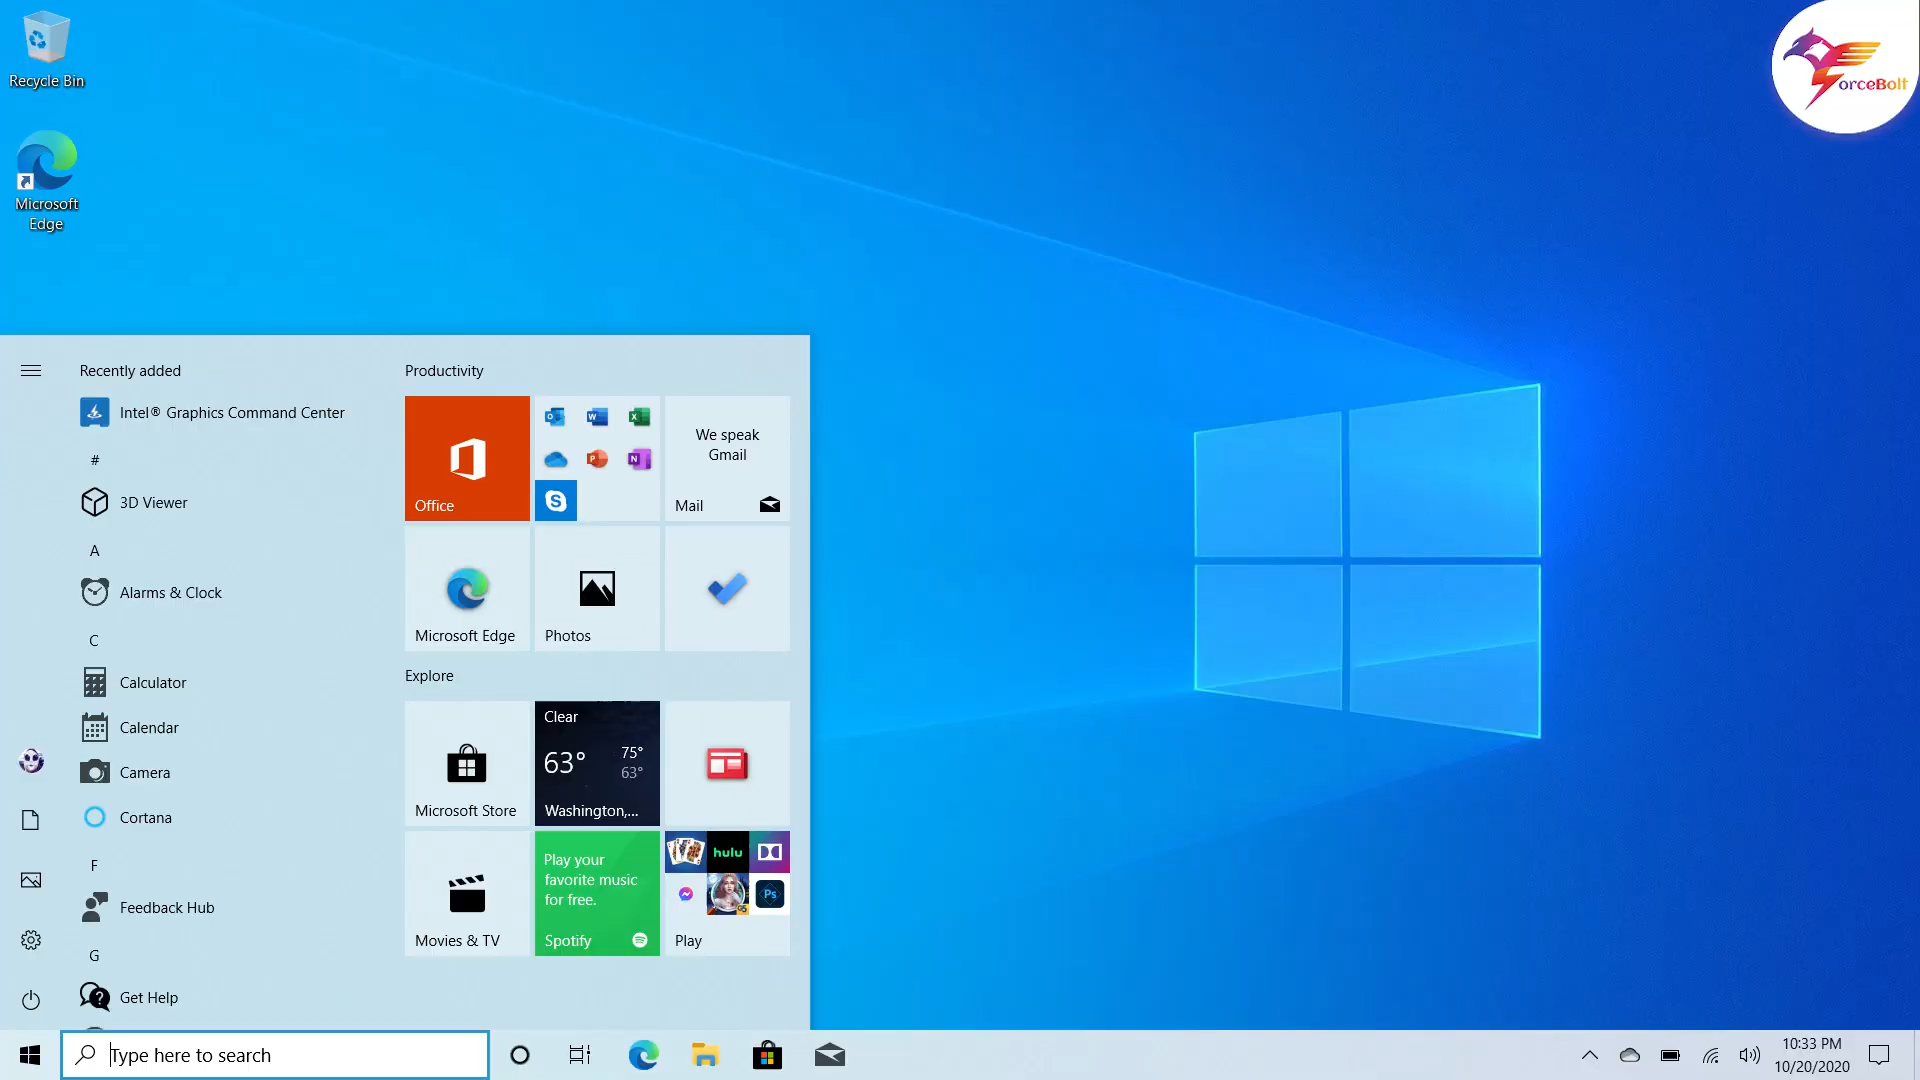 Recycle Bin
Microsoft
Edge
orceBolt
Recently added
Intel® Graphics Command Center
#
3D Viewer
A
Alarms & Clock
C
Calculator
Calendar
Camera
Cortana
F
Feedback Hub
G
Get Help
Productivity
Office
We speak
Gmail
Mail
Microsoft Edge
Photos
Explore
Microsoft Store
Clear
63°
75°
63°
Washington,...
Movies & TV
Play your
favorite music
for free.
Spotify
hulu
Ps
Play
Type here to search
10:33 PM
10/20/2020